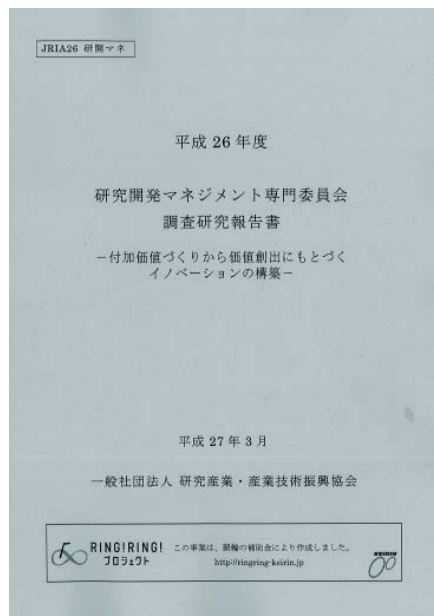 JRIA26 研開マネ
平成 26 年度
研究開発マネジメント専門委員会
調査研究報告書
－付加価値づくりから価値創出にもとづく
イノベーションの構築－
平成 27 年 3 月
一般社団法人 研究産業・産業技術振興協会
RING!RING!
プロジェクト
この事業は、競輪の補助金により作成しました。
http://ringring-keirin.jp
KEIRIN